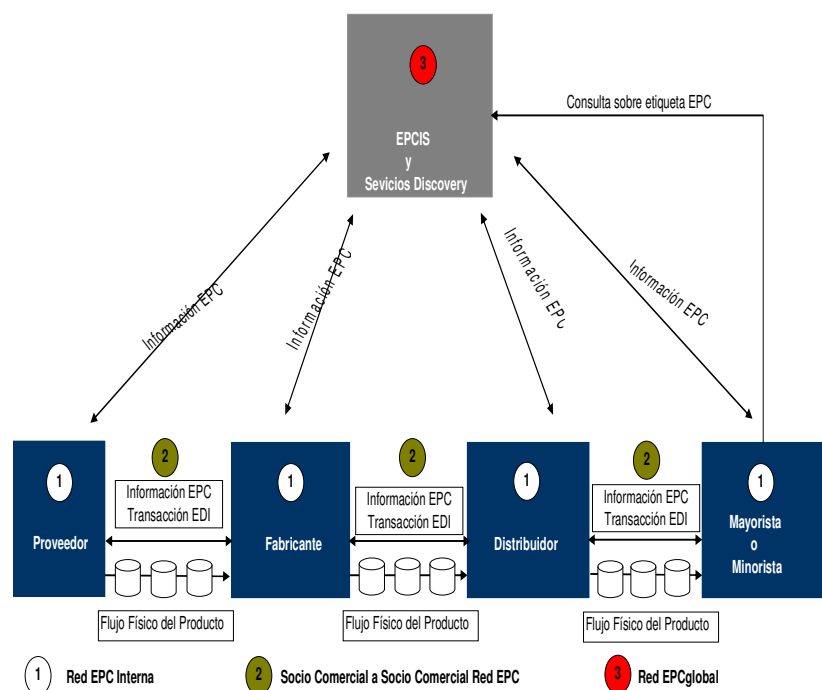 3
EPCIS
y
Sevicios Discovery
Consulta sobre etiqueta EPC
Información EPC
Información EPC
Información EPC
Información EPC
1
Proveedor
2
Información EPC
Transacción EDI
1
Fabricante
2
Información EPC
Transacción EDI
1
Distribuidor
2
Información EPC
Transacción EDI
1
Mayorista
o
Minorista
Flujo Físico del Producto
Flujo Físico del Producto
Flujo Físico del Producto
1 Red EPC Interna
2 Socio Comercial a Socio Comercial Red EPC
3 Red EPCglobal